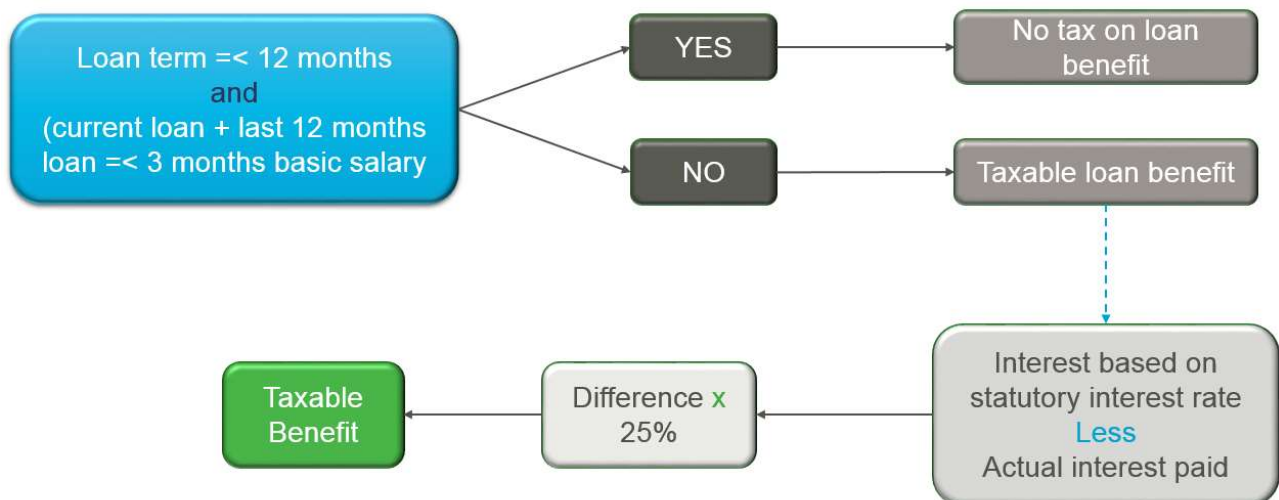 Loan term =< 12 months
and
(current loan + last 12 months
loan =< 3 months basic salary
YES
No tax on loan
benefit
NO
Taxable loan benefit
Interest based on
statutory interest rate
Less
Actual interest paid
Difference x
25%
Taxable
Benefit